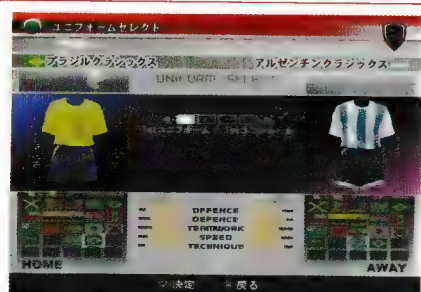 ユニフォームセレクト
ブラジルクラシックス
アルゼンチンクラシックス
OFFENCE
DEFENCE
TEAMWORK
SPEED
TECHNIQUE
HOME
AWAY
決定
戻る